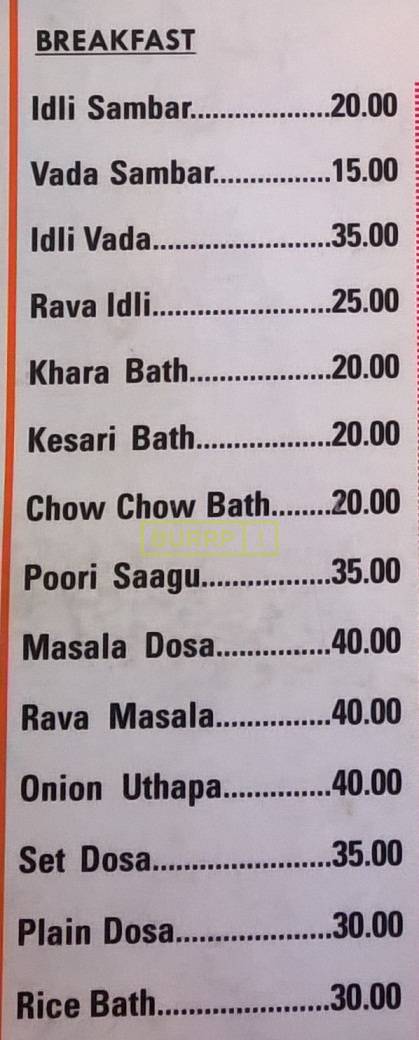 BREAKFAST
Idli Sambar....................20.00
Vada Sambar.................15.00
Idli Vada..........................35.00
Rava Idli..........................25.00
Khara Bath....................20.00
Kesari Bath...................20.00
Chow Chow Bath........20.00
BURRP !
Poori Saagu...................35.00
Masala Dosa................40.00
Rava Masala................40.00
Onion Uthapa...............40.00
Set Dosa.........................35.00
Plain Dosa......................30.00
Rice Bath........................30.00